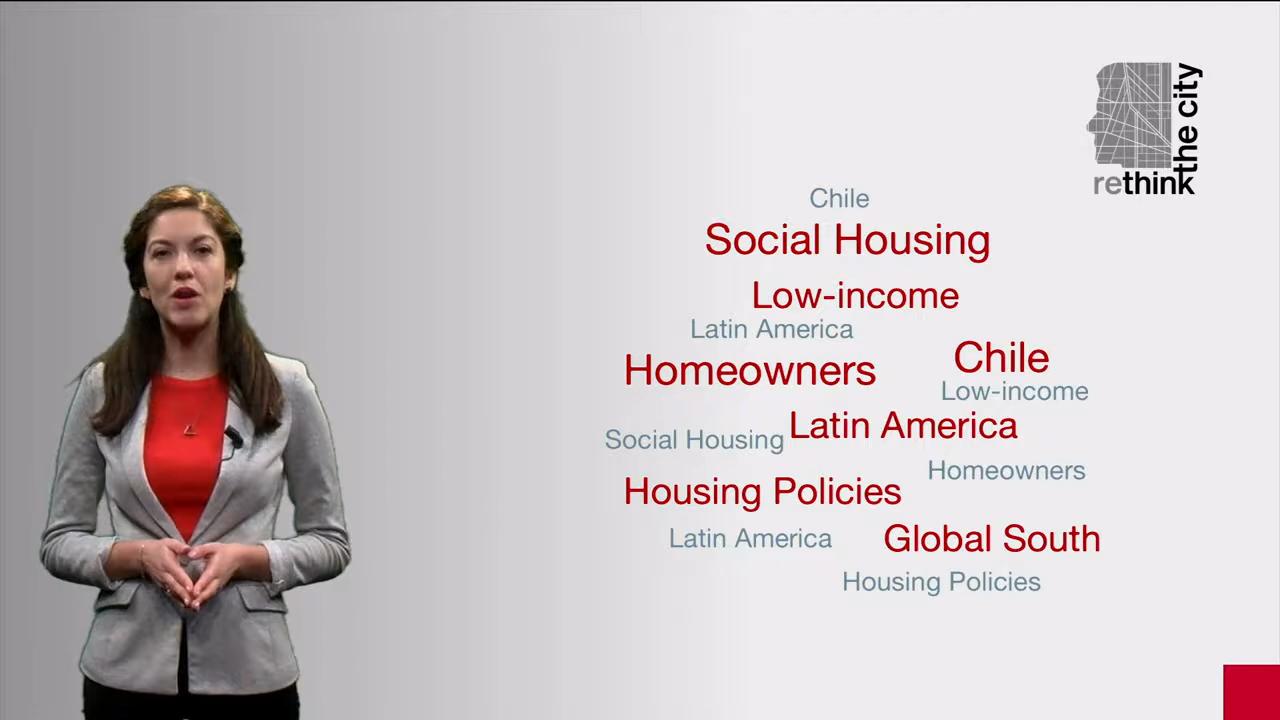 the city
rethink
Chile
Social Housing
Low-income
Latin America
Homeowners
Chile
Low-income
Latin America
Social Housing
Homeowners
Housing Policies
Latin America
Global South
Housing Policies